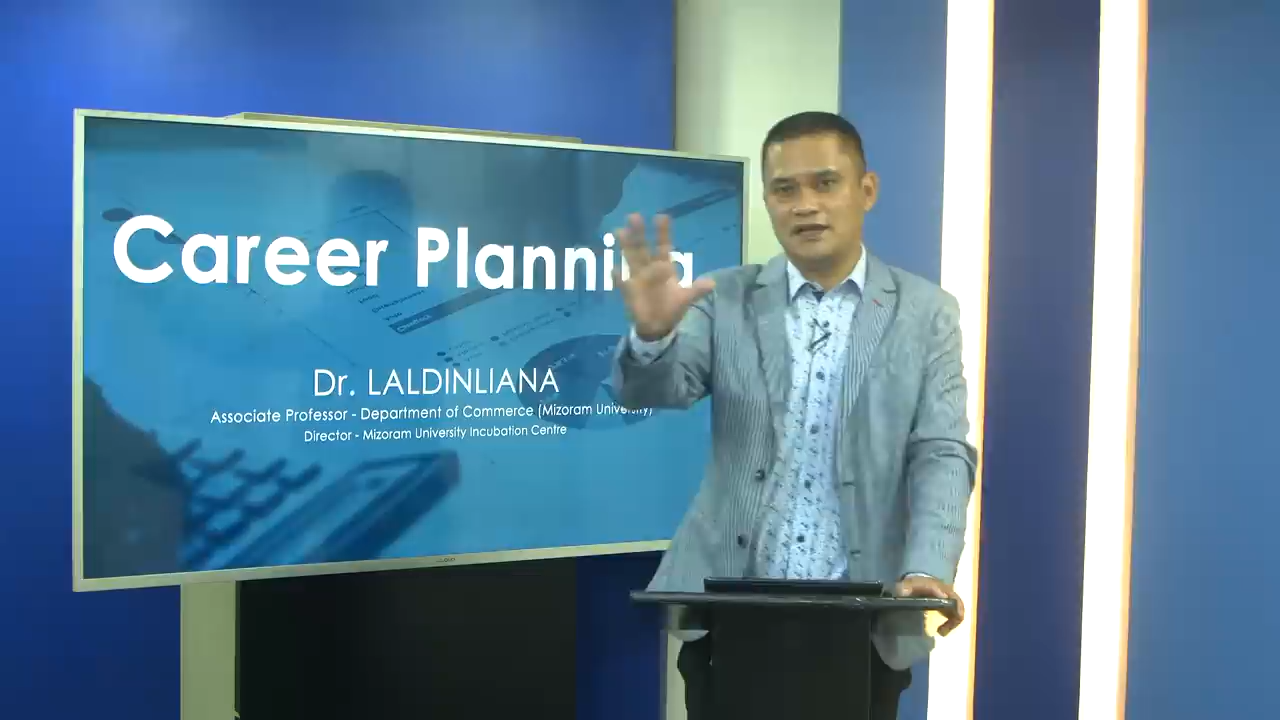 Career Planning
Dr. LALDINLIANA
Associate Professor - Department of Commerce (Mizoram University)
Director - Mizoram University Incubation Centre